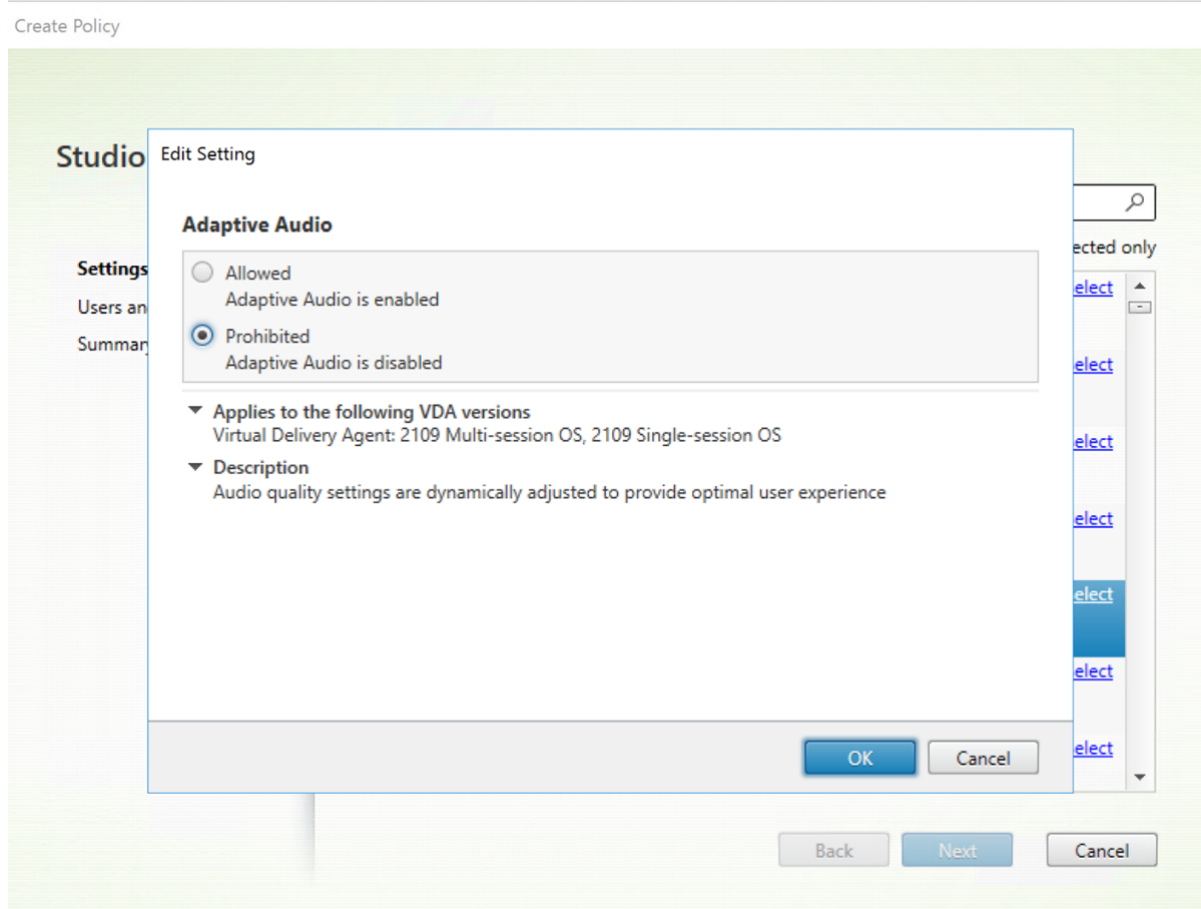 Create Policy
Studio
Edit Setting
Adaptive Audio
Allowed
Adaptive Audio is enabled
Prohibited
Adaptive Audio is disabled
Applies to the following VDA versions
Virtual Delivery Agent: 2109 Multi-session OS, 2109 Single-session OS
Description
Audio quality settings are dynamically adjusted to provide optimal user experience
OK
Cancel
Settings
Users an
Summar
ected only
elect
elect
elect
elect
elect
elect
elect
Back
Next
Cancel